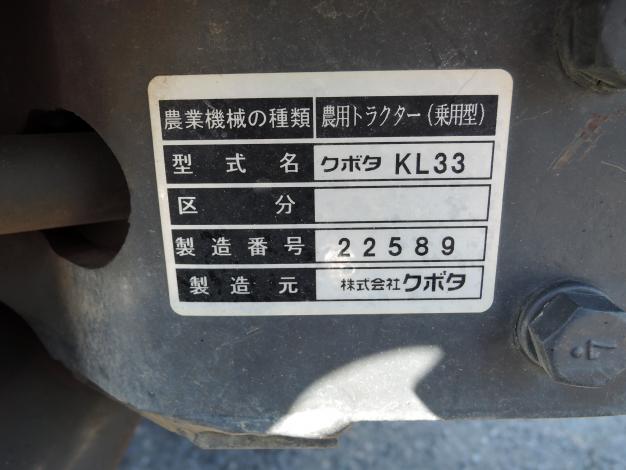 農業機械の種類 農用トラクター(乗用型)
型式名 クボタ KL33
区分
製造番号 22589
製造元 株式会社クボタ